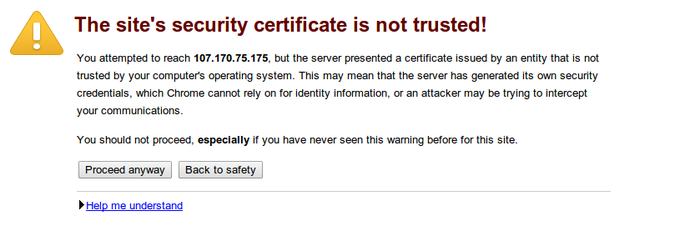 The site's security certificate is not trusted!
You attempted to reach 107.170.75.175, but the server presented a certificate issued by an entity that is not
trusted by your computer's operating system. This may mean that the server has generated its own security
credentials, which Chrome cannot rely on for identity information, or an attacker may be trying to intercept
your communications.
You should not proceed, especially if you have never seen this warning before for this site.
Proceed anyway Back to safety
Help me understand